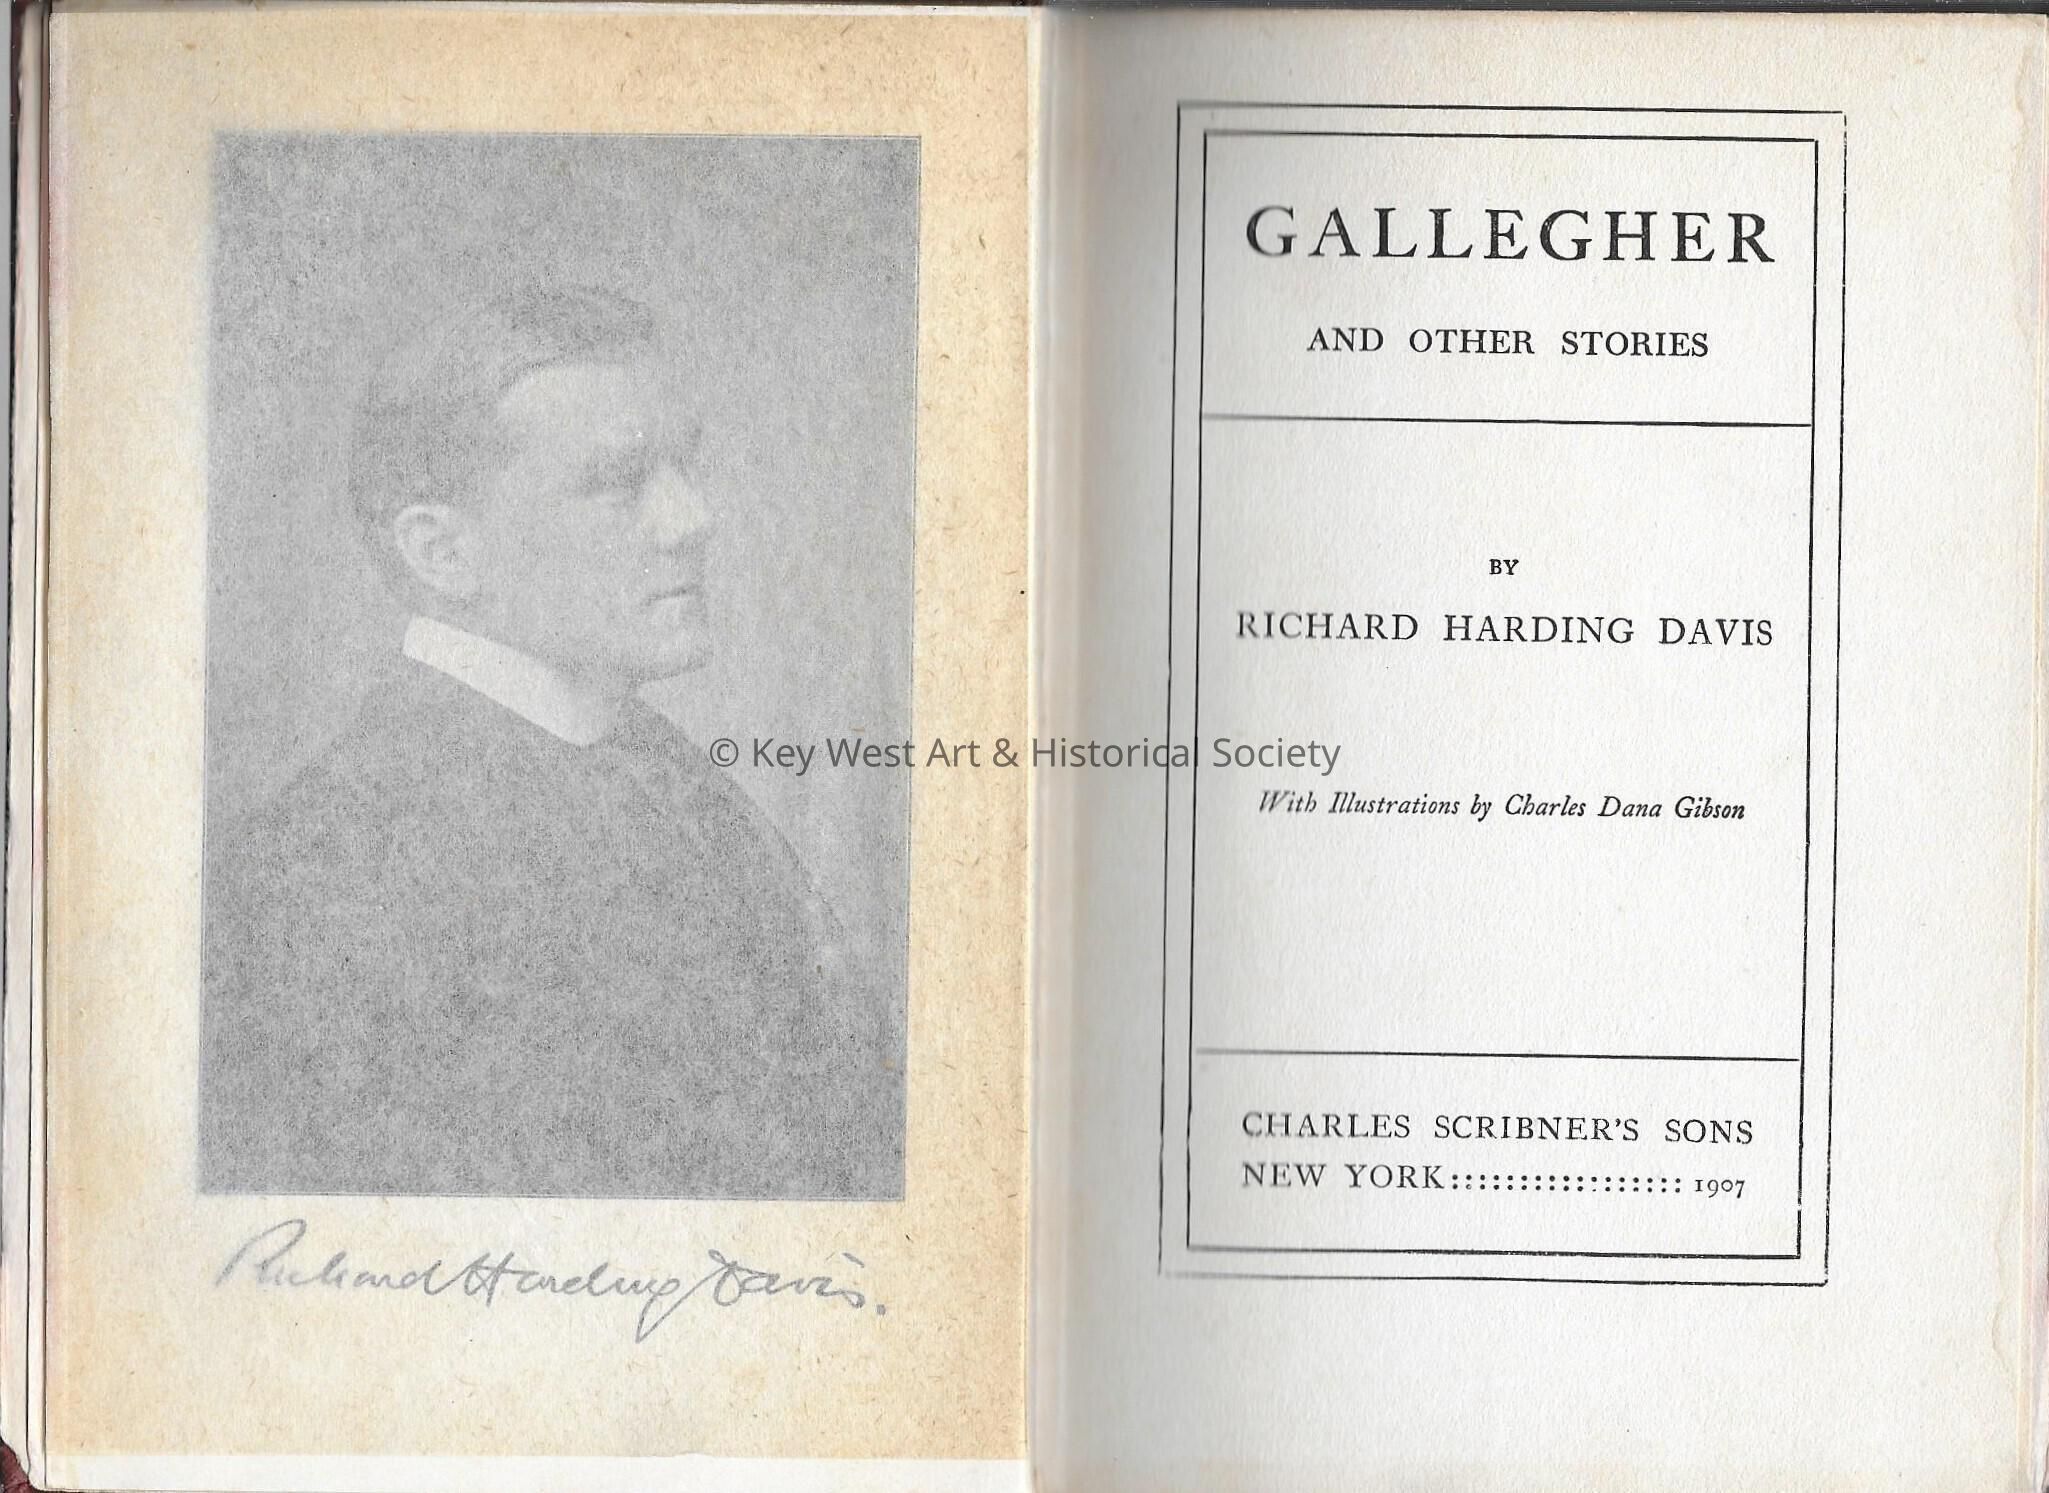 Richard Harding Davis.
© Key West Art & Historical Society
GALLEGHER
AND OTHER STORIES
BY
RICHARD HARDING DAVIS
With Illustrations by Charles Dana Gibson
CHARLES SCRIBNER'S SONS
NEW YORK::::::::::::::::: 1907